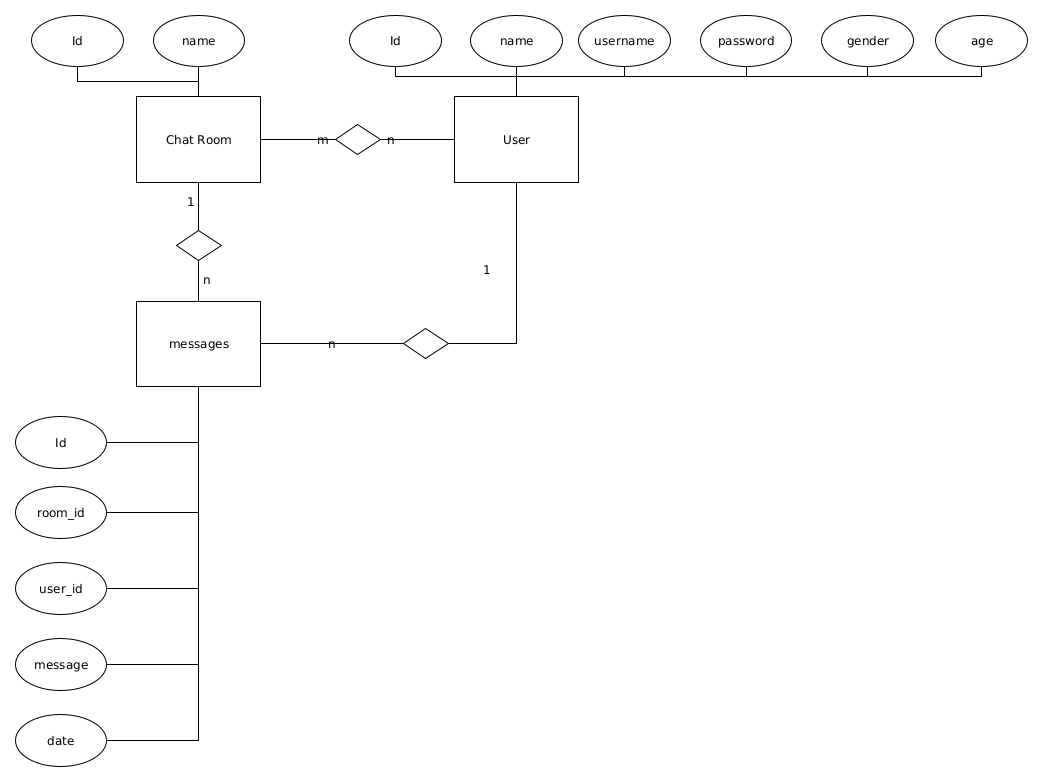 Id name Id name username password gender age
Chat Room m n User
1
n
1
messages n
Id
room_id
user_id
message
date